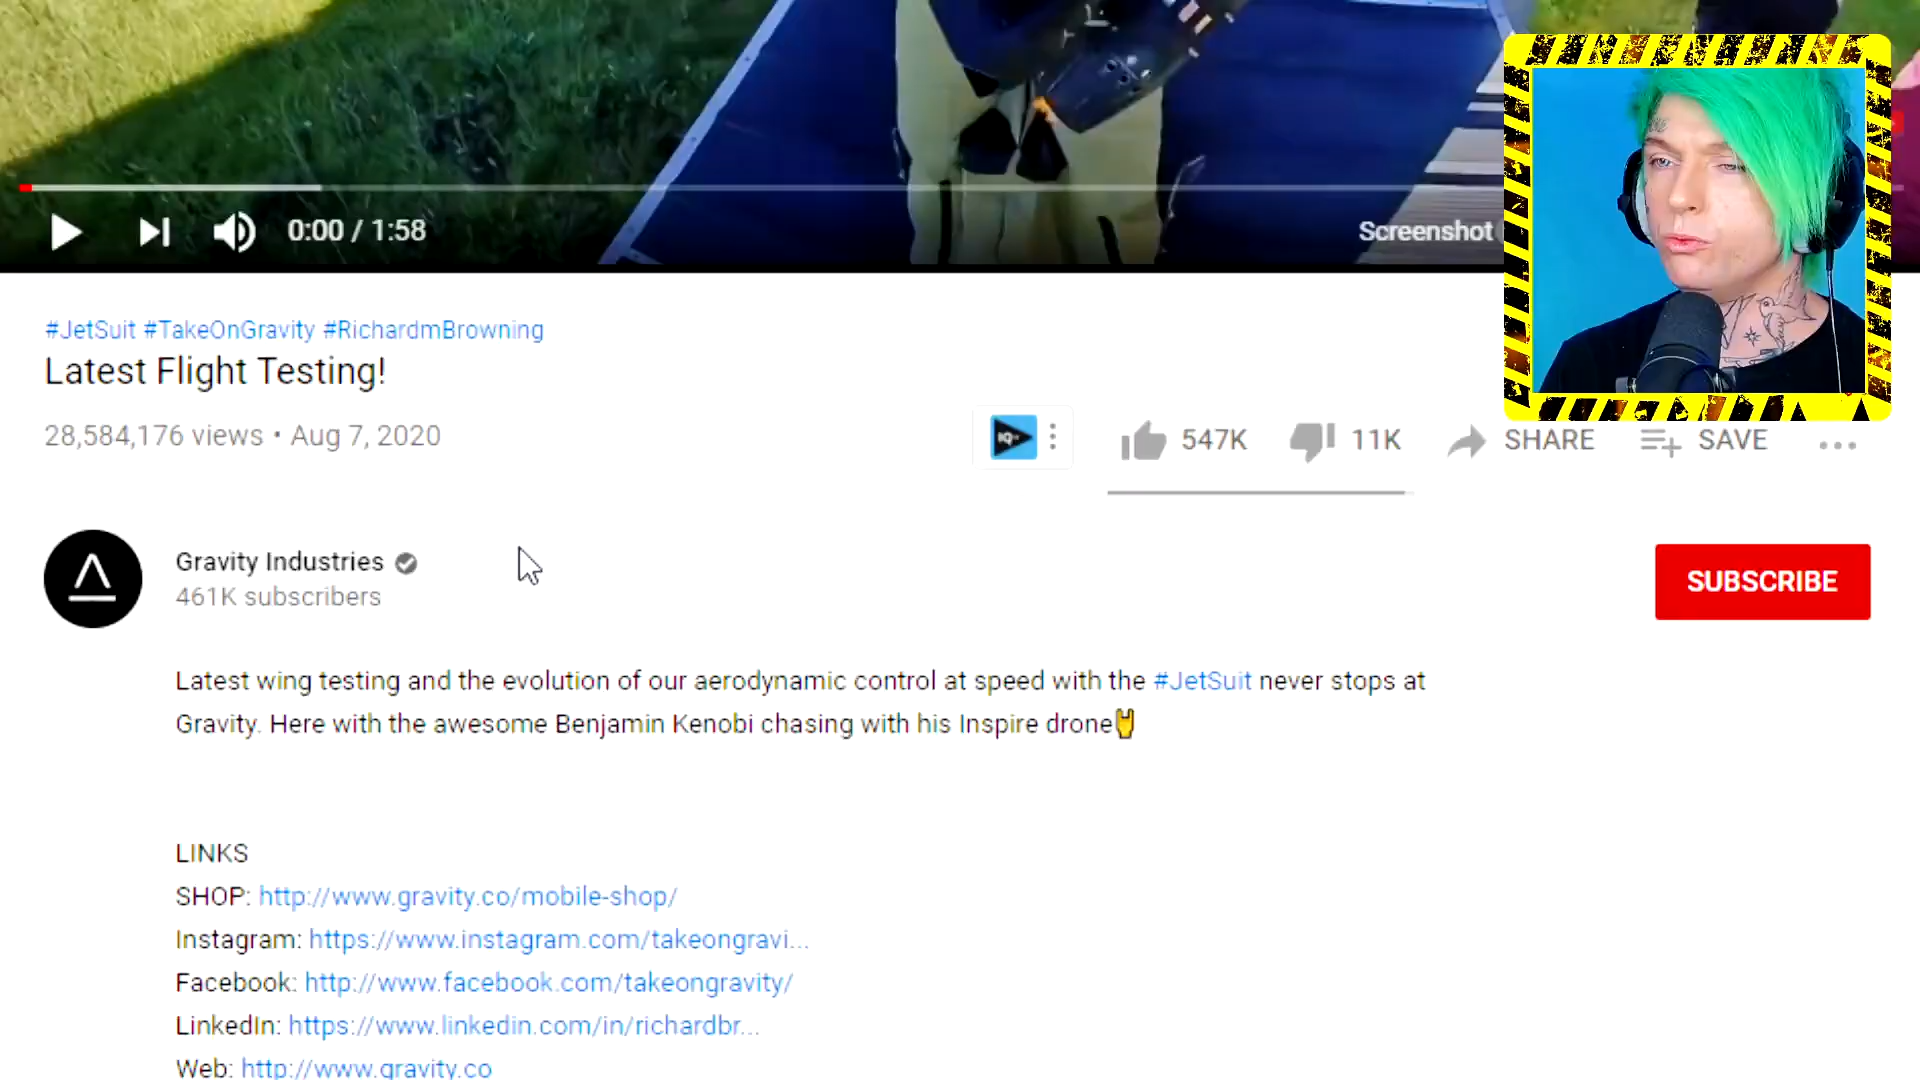 0:00 / 1:58
Screenshot
#JetSuit #TakeOnGravity #RichardmBrowning
Latest Flight Testing!
28,584,176 views • Aug 7, 2020
IQ
547K
11K
SHARE
SAVE
Gravity Industries
461K subscribers
SUBSCRIBE
Latest wing testing and the evolution of our aerodynamic control at speed with the #JetSuit never stops at
Gravity. Here with the awesome Benjamin Kenobi chasing with his Inspire drone🤘
LINKS
SHOP: http://www.gravity.co/mobile-shop/
Instagram: https://www.instagram.com/takeongravi...
Facebook: http://www.facebook.com/takeongravity/
LinkedIn: https://www.linkedin.com/in/richardbr...
Web: http://www.gravity.co